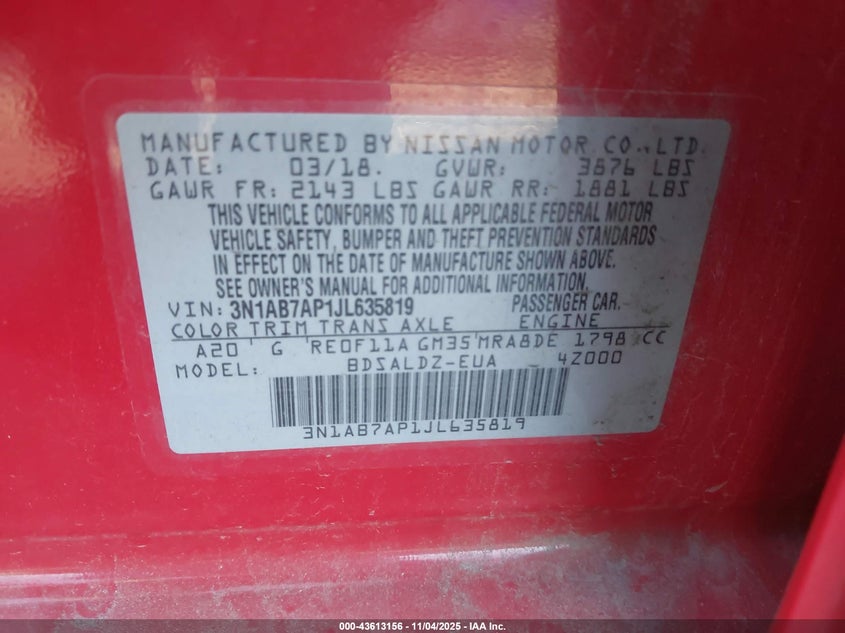 MANUFACTURED BY NISSAN MOTOR CO.,LTD.
DATE: 03/18. GVWR: 3876 LBS
GAWR FR: 2143 LBS GAWR RR: 1881 LBS
THIS VEHICLE CONFORMS TO ALL APPLICABLE FEDERAL MOTOR
VEHICLE SAFETY, BUMPER AND THEFT PREVENTION STANDARDS
IN EFFECT ON THE DATE OF MANUFACTURE SHOWN ABOVE.
SEE OWNER'S MANUAL FOR ADDITIONAL INFORMATION.
VIN: 3N1AB7AP1JL635819 PASSENGER CAR.
COLOR TRIM TRANS AXLE ENGINE
A20 G RE0F11A GM35 MRA8DE 1798 CC
MODEL: BDSALDZ-EUA 4Z000
3N1AB7AP1JL635819
000-43613156 - 11/04/2025 - IAA Inc.